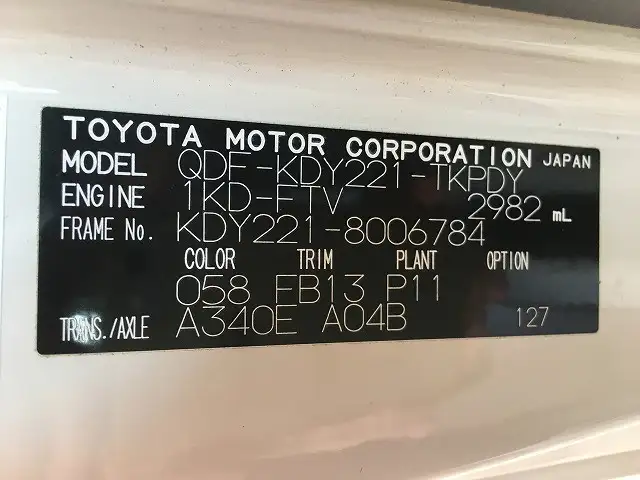 TOYOTA MOTOR CORPORATION JAPAN
MODEL QDF-KDY221-TKPDY
ENGINE 1KD-FTV 2982 mL
FRAME No. KDY221-8006784
COLOR TRIM PLANT OPTION
058 FB13 P11
TRANS./AXLE A340E A04B 127